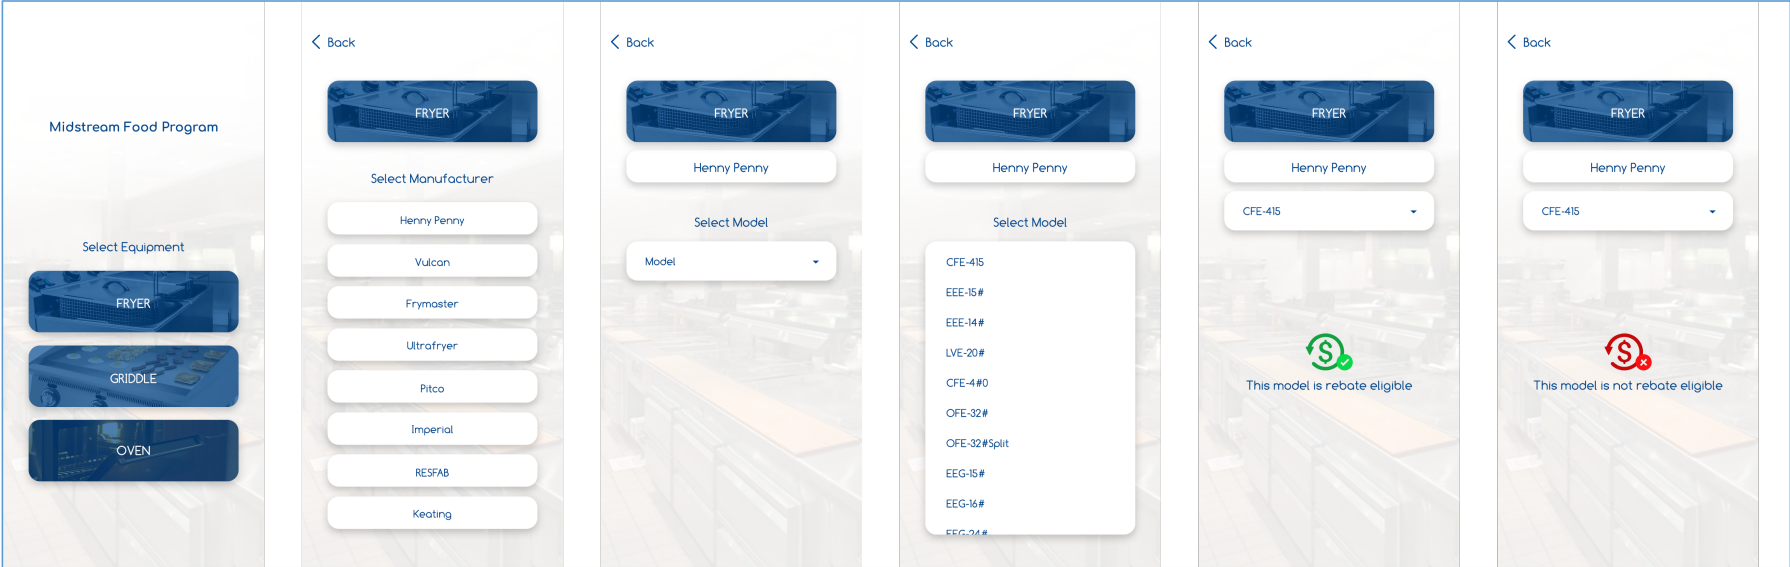 Midstream Food Program
Select Equipment
FRYER
GRIDDLE
OVEN
Back
FRYER
Select Manufacturer
Henny Penny
Vulcan
Frymaster
Ultrafryer
Pitco
Imperial
RESFAB
Keating
Back
FRYER
Henny Penny
Select Model
Model
Back
FRYER
Henny Penny
Select Model
CFE-415
EEE-15#
EEE-14#
LVE-20#
CFE-4#0
OFE-32#
OFE-32#Split
EEG-15#
EEG-16#
EEG-24#
Back
FRYER
Henny Penny
CFE-415
$
This model is rebate eligible
Back
FRYER
Henny Penny
CFE-415
$
This model is not rebate eligible